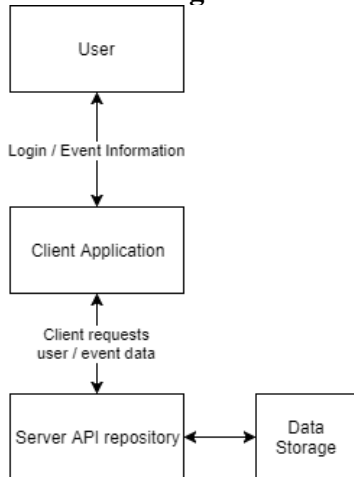 User
Login / Event Information
Client Application
Client requests
user / event data
Server API repository
Data
Storage